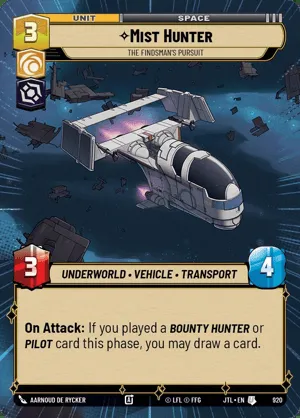 3
UNIT
SPACE
✧MIST HUNTER
THE FINDSMAN'S PURSUIT
3
4
UNDERWORLD • VEHICLE • TRANSPORT
On Attack: If you played a BOUNTY HUNTER or
PILOT card this phase, you may draw a card.
AARNOUD DE RYCKER
© LFL © FFG
JTL • EN
920